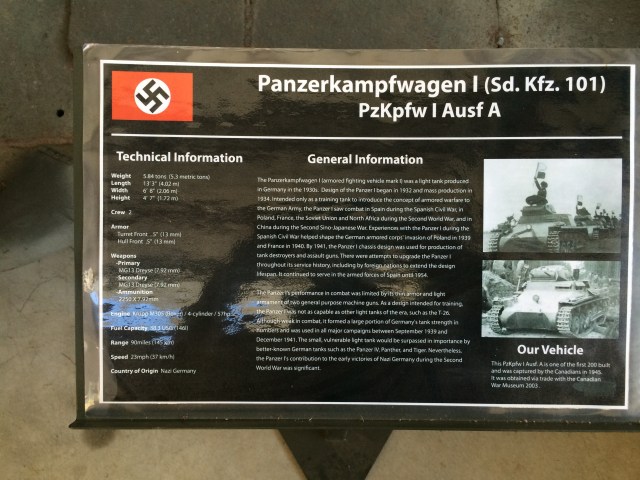 Panzerkampfwagen I (Sd. Kfz. 101)
PzKpfw I Ausf A
Technical Information
Weight 5.84 tons (5.3 metric tons)
Length 13'3" (4.02 m)
Width 6' 8" (2.06 m)
Height 4' 7" (1.72 m)
Crew 2
Armor
Turret Front .5" (13 mm)
Hull Front .5" (13 mm)
Weapons
-Primary
MG13 Dreyse (7.92 mm)
-Secondary
MG13 Dreyse (7.92 mm)
-Ammunition
2250 X 7.92mm
Engine Krupp M305 4-cylinder / 57hp
Fuel Capacity
Range 90miles (145 km)
Speed 23mph (37 km/h)
Country of Origin Nazi Germany
General Information
The Panzerkampfwagen I (armored fighting vehicle mark I) was a light tank produced
in Germany in the 1930s. Design of the Panzer I began in 1932 and mass production in
1934. Intended only as a training tank to introduce the concept of armored warfare to
the German Army, the Panzer I saw combat in Spain during the Spanish Civil War, in
Poland, France, the Soviet Union and North Africa during the Second World War, and in
China during the Second Sino-Japanese War. Experiences with the Panzer I during the
Spanish Civil War helped shape the German armored corps' invasion of Poland in 1939
and France in 1940. By 1941, the Panzer I chassis design was used for production of
tank destroyers and assault guns. There were attempts to upgrade the Panzer I
throughout its service history, including by foreign nations to extend the design
lifespan. It continued to serve in the armed forces of Spain until 1954.
The Panzer I's performance in combat was limited by its thin armor and light
armament of two general purpose machine guns. As a design intended for training,
the Panzer I was not as capable as other light tanks of the era, such as the T-26.
Although weak in combat, it formed a large portion of Germany's tank strength in
numbers and was used in all major campaigns between September 1939 and
December 1941. The small, vulnerable light tank would be surpassed in importance by
better-known German tanks such as the Panzer IV, Panther, and Tiger. Nevertheless,
the Panzer I's contribution to the early victories of Nazi Germany during the Second
World War was significant.
Our Vehicle
This PzKpfw I Ausf. A is one of the first 200 built
and was captured by the Canadians in 1945.
It was obtained via trade with the Canadian
War Museum 2003.